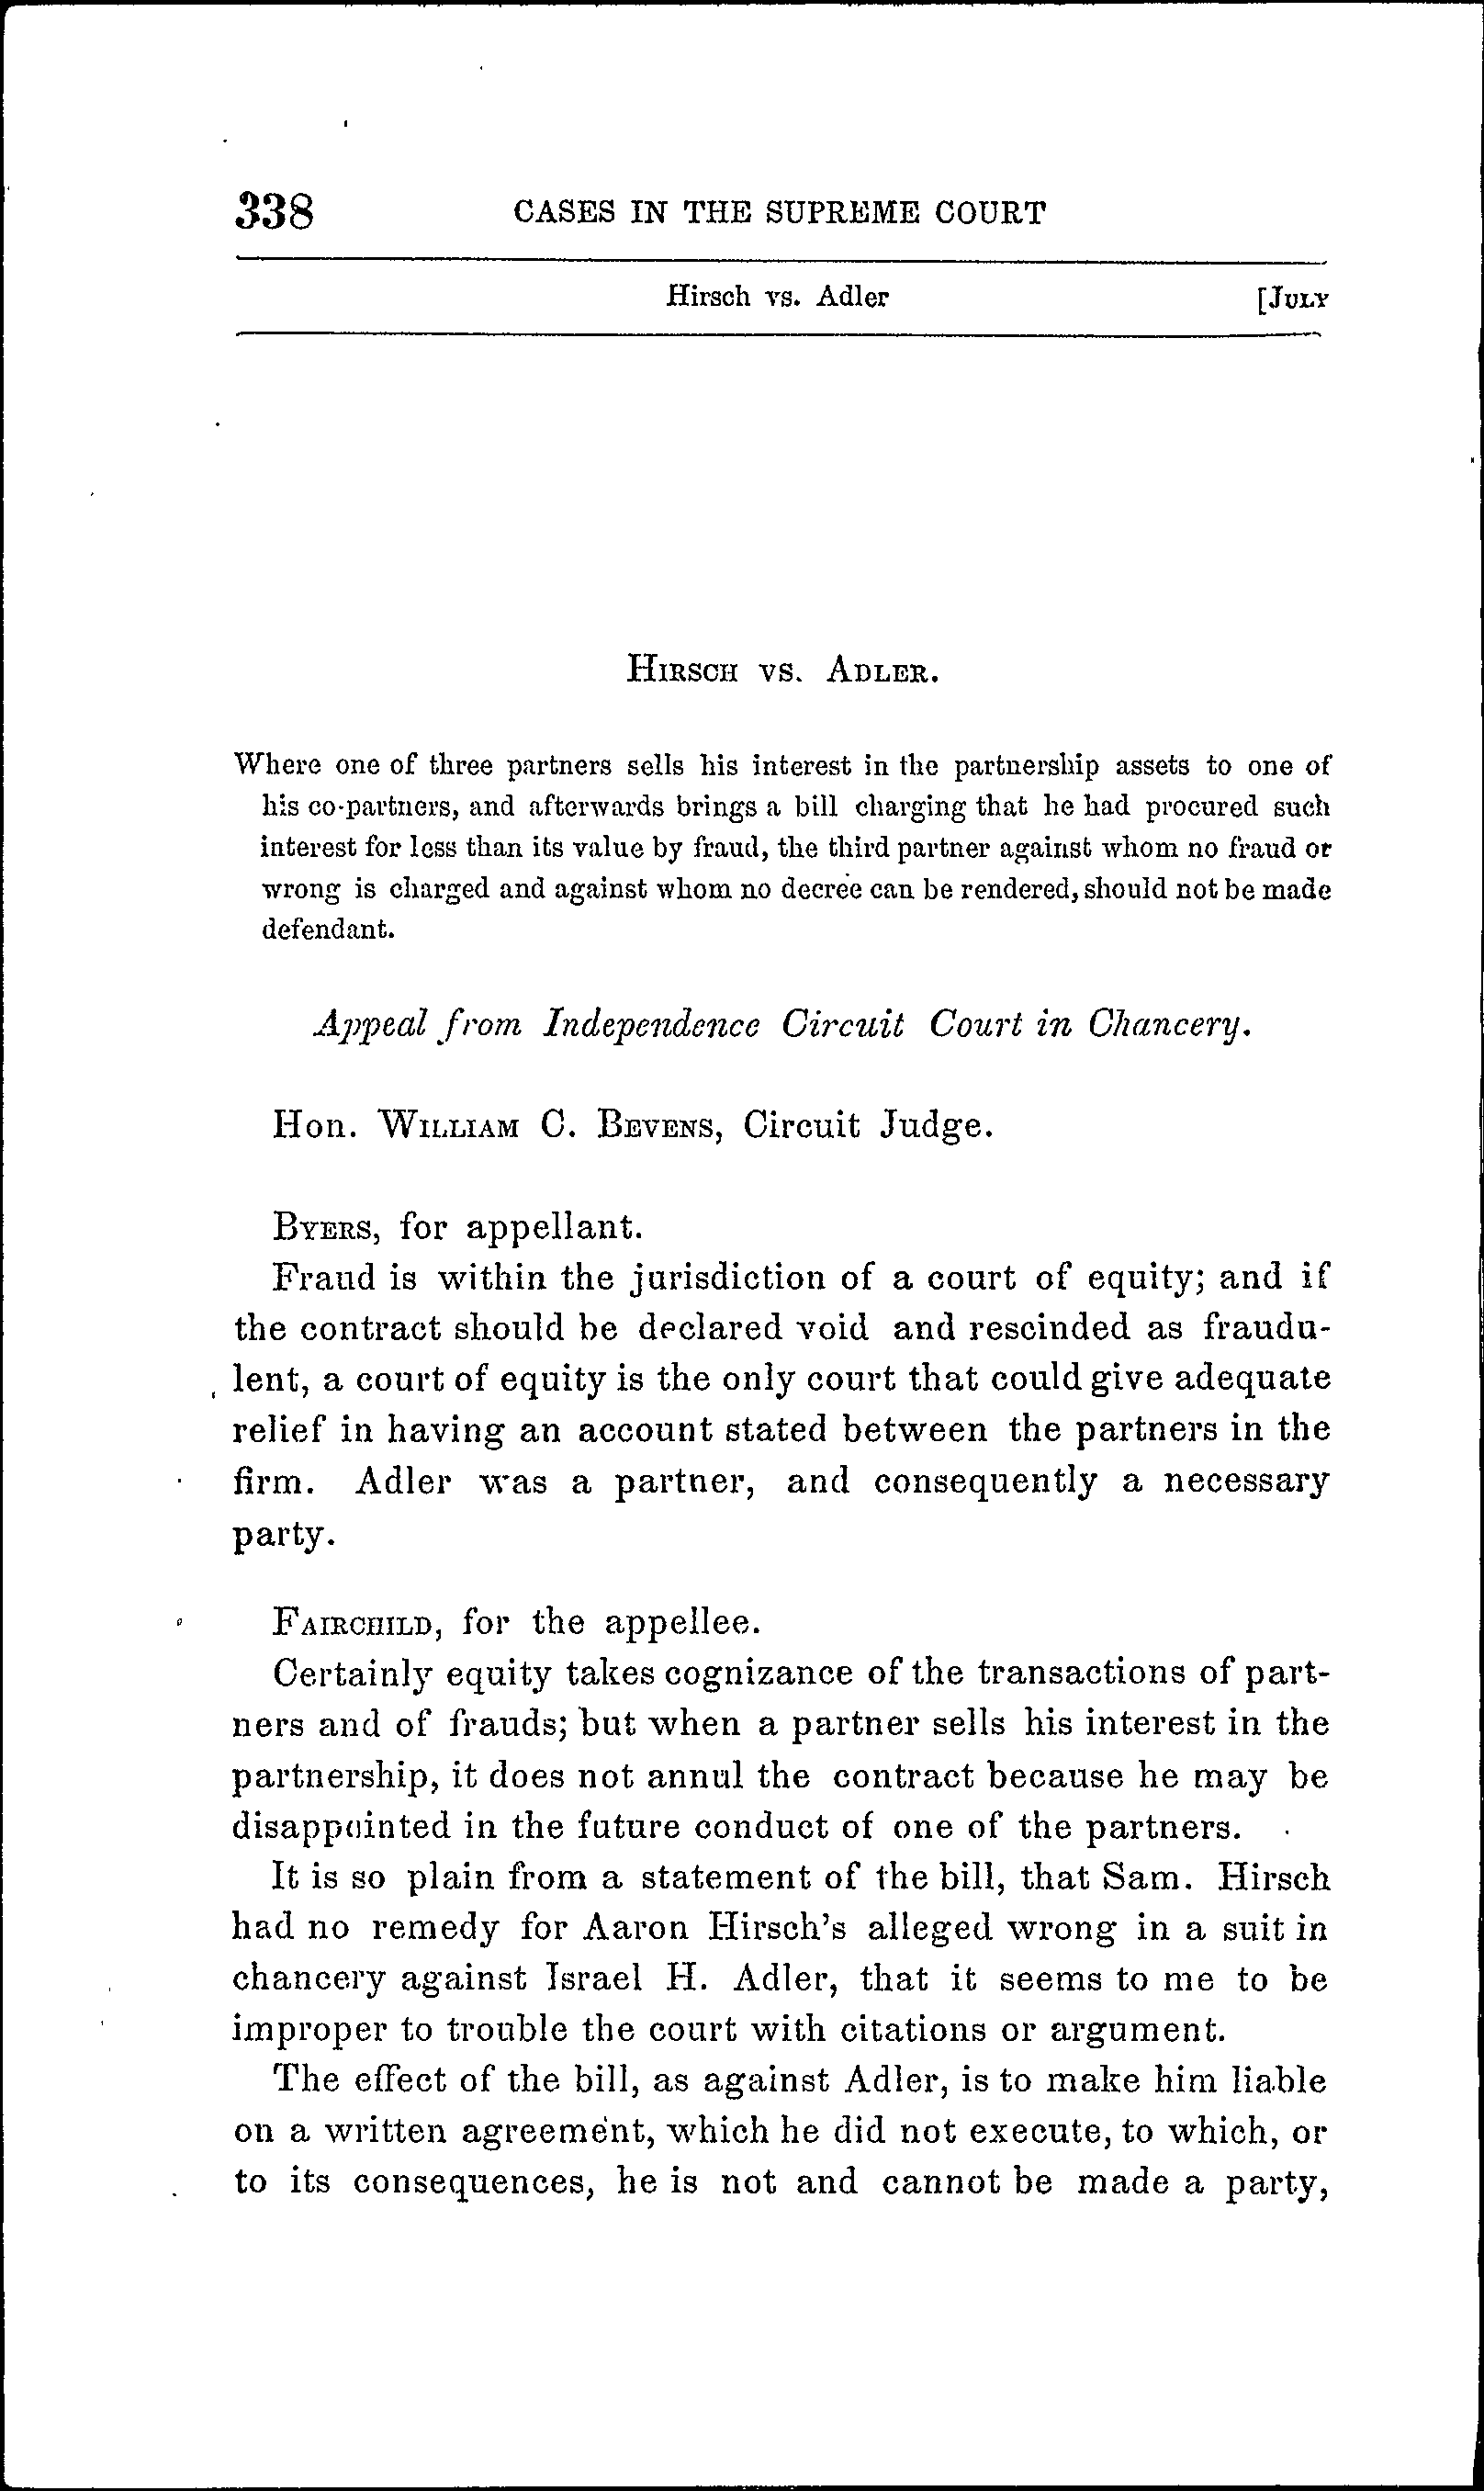 338 CASES IN THE SUPREME COURT
Hirsch vs. Adler [JULY
HIRSCH VS. ADLER.
Where one of three partners sells his interest in the partnership assets to one of
his co-partners, and afterwards brings a bill charging that he had procured such
interest for less than its value by fraud, the third partner against whom no fraud or
wrong is charged and against whom no decree can be rendered, should not be made
defendant.
Appeal from Independence Circuit Court in Chancery.
Hon. WILLIAM C. BEVENS, Circuit Judge.
BYERS, for appellant.
Fraud is within the jurisdiction of a court of equity; and if
the contract should be declared void and rescinded as fraudu-
lent, a court of equity is the only court that could give adequate
relief in having an account stated between the partners in the
firm. Adler was a partner, and consequently a necessary
party.
FAIRCHILD, for the appellee.
Certainly equity takes cognizance of the transactions of part-
ners and of frauds; but when a partner sells his interest in the
partnership, it does not annul the contract because he may be
disappointed in the future conduct of one of the partners.
It is so plain from a statement of the bill, that Sam. Hirsch
had no remedy for Aaron Hirsch's alleged wrong in a suit in
chancery against Israel H. Adler, that it seems to me to be
improper to trouble the court with citations or argument.
The effect of the bill, as against Adler, is to make him liable
on a written agreement, which he did not execute, to which, or
to its consequences, he is not and cannot be made a party,